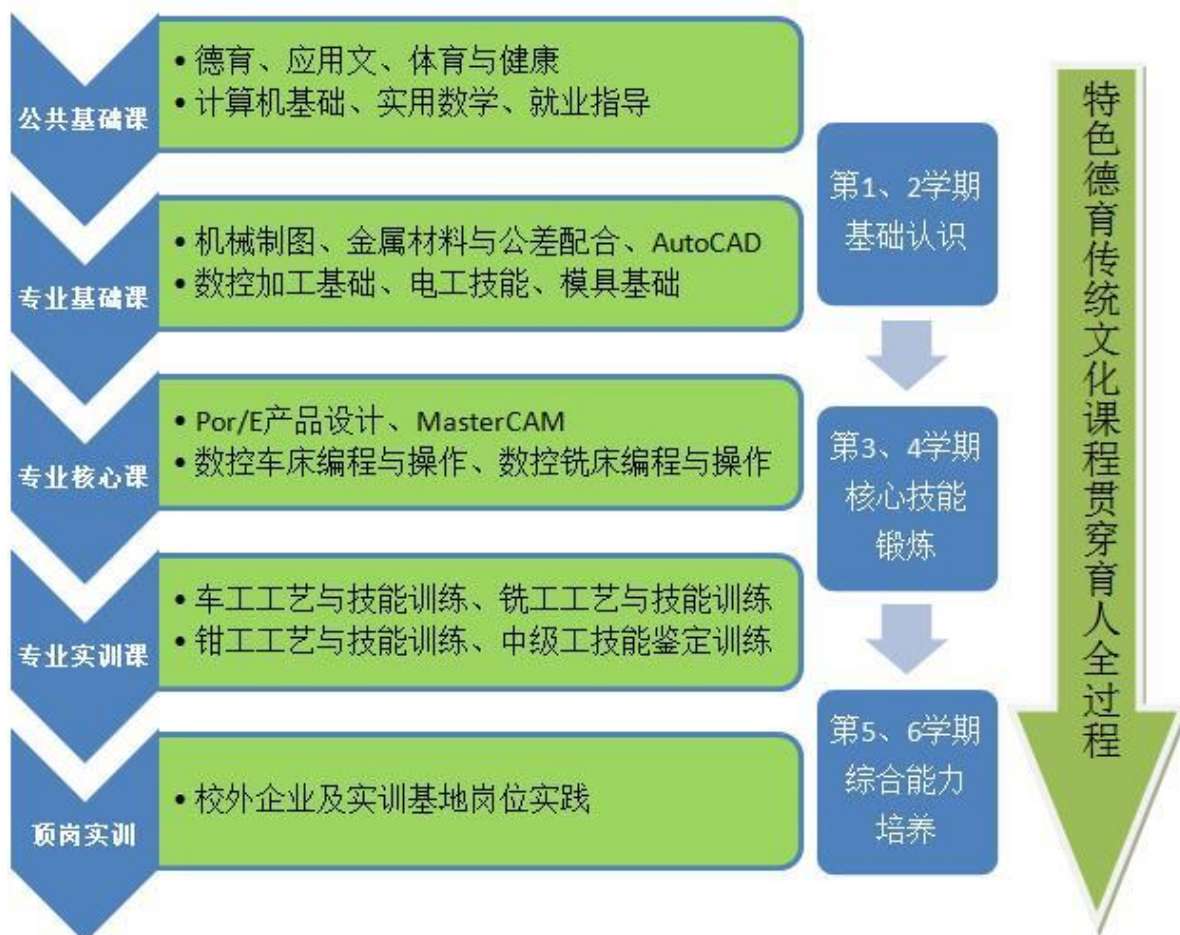 公共基础课
• 德育、应用文、体育与健康
• 计算机基础、实用数学、就业指导
专业基础课
• 机械制图、金属材料与公差配合、AutoCAD
• 数控加工基础、电工技能、模具基础
专业核心课
• Por/E产品设计、MasterCAM
• 数控车床编程与操作、数控铣床编程与操作
专业实训课
• 车工工艺与技能训练、铣工工艺与技能训练
• 钳工工艺与技能训练、中级工技能鉴定训练
顶岗实训
• 校外企业及实训基地岗位实践
第1、2学期
基础认识
第3、4学期
核心技能
锻炼
第5、6学期
综合能力
培养
特色德育传统文化课程贯穿育人全过程